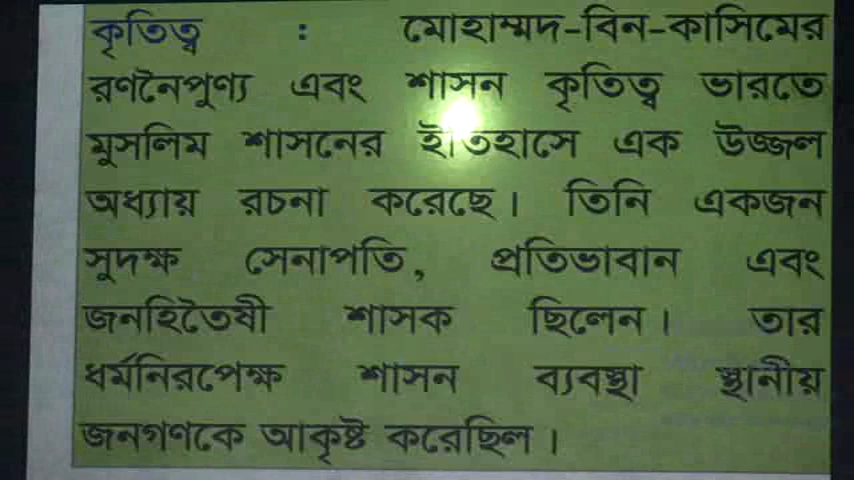 কৃতিত্ব : মোহাম্মদ-বিন-কাসিমের
রণনৈপুণ্য এবং শাসন কৃতিত্ব ভারতে
মুসলিম শাসনের ইতিহাসে এক উজ্জল
অধ্যায় রচনা করেছে। তিনি একজন
সুদক্ষ সেনাপতি, প্রতিভাবান এবং
জনহিতৈষী শাসক ছিলেন। তার
ধর্মনিরপেক্ষ শাসন ব্যবস্থা স্থানীয়
জনগণকে আকৃষ্ট করেছিল।